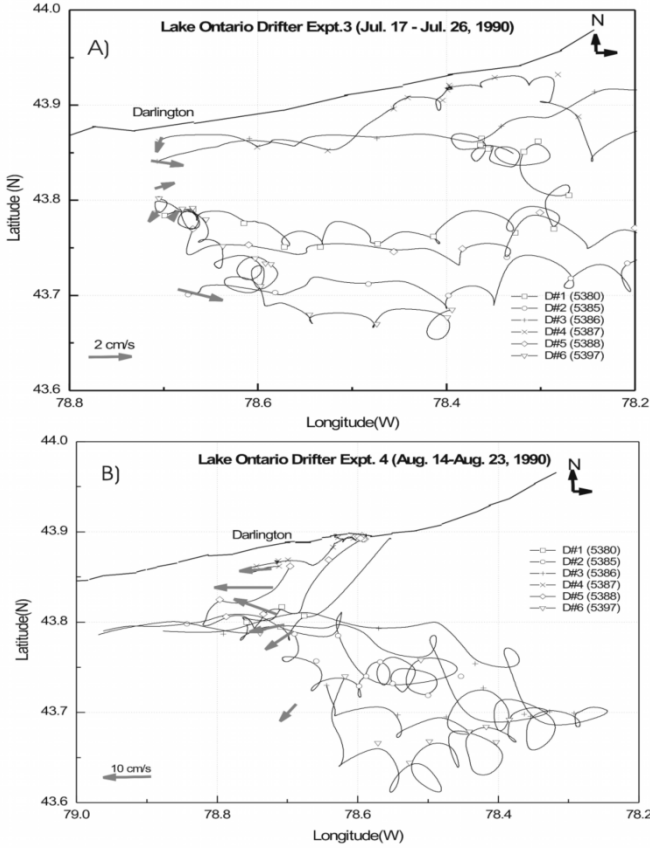 A)
Lake Ontario Drifter Expt.3 (Jul. 17 - Jul. 26, 1990)
N
Darlington
44.0
43.9
43.8
43.7
43.6
Latitude (N)
D#1 (5380)
D#2 (5385)
D#3 (5386)
D#4 (5387)
D#5 (5388)
D#6 (5397)
2 cm/s
78.8
78.6
78.4
78.2
Longitude(W)
B)
Lake Ontario Drifter Expt. 4 (Aug. 14-Aug. 23, 1990)
N
Darlington
44.0
43.9
43.8
43.7
43.6
Latitude(N)
D#1 (5380)
D#2 (5385)
D#3 (5386)
D#4 (5387)
D#5 (5388)
D#6 (5397)
10 cm/s
79.0
78.8
78.6
78.4
78.2
Longitude(W)